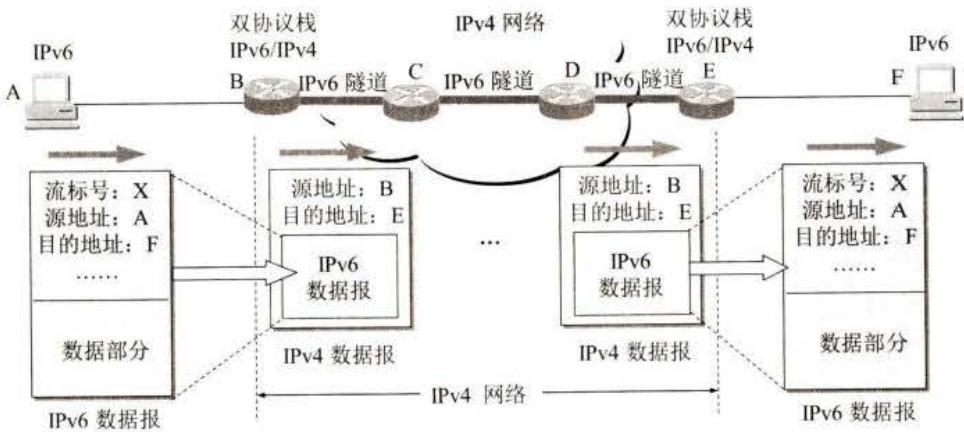 IPv6
A
双协议栈
IPv6/IPv4
B
IPv6 隧道
C
IPv4 网络
IPv6 隧道
D
IPv6 隧道
双协议栈
IPv6/IPv4
E
IPv6
F
流标号：X
源地址：A
目的地址：F
……
数据部分
IPv6 数据报
源地址：B
目的地址：E
IPv6
数据报
IPv4 数据报
…
源地址：B
目的地址：E
IPv6
数据报
IPv4 数据报
IPv4 网络
流标号：X
源地址：A
目的地址：F
……
数据部分
IPv6 数据报